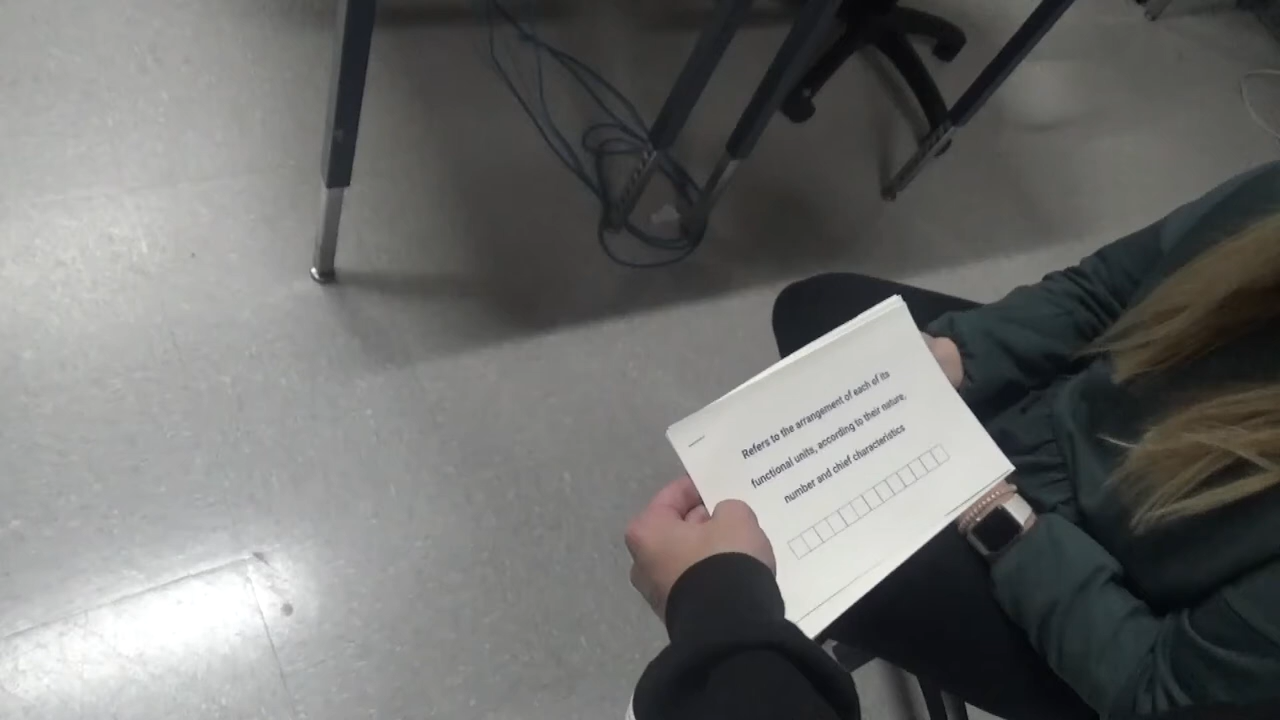 Refers to the arrangement of each of its
functional units, according to their nature,
number and chief characteristics